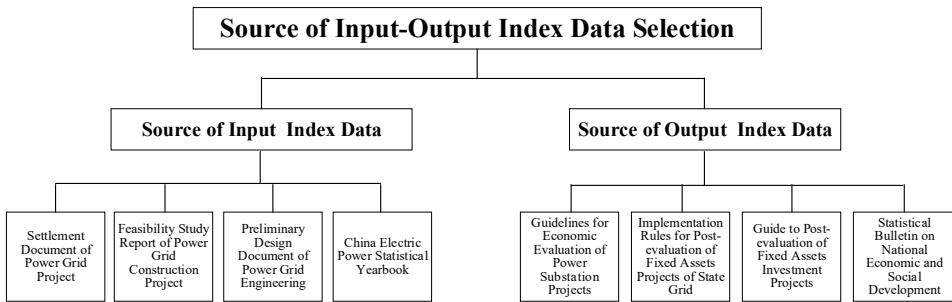 Source of Input-Output Index Data Selection
Source of Input Index Data
Source of Output Index Data
Settlement
Document of
Power Grid
Project
Feasibility Study
Report of Power
Grid
Construction
Project
Preliminary
Design
Document of
Power Grid
Engineering
China Electric
Power Statistical
Yearbook
Guidelines for
Economic
Evaluation of
Power
Substation
Projects
Implementation
Rules for Post-
evaluation of
Fixed Assets
Projects of State
Grid
Guide to Post-
evaluation of
Fixed Assets
Investment
Projects
Statistical
Bulletin on
National
Economic and
Social
Development